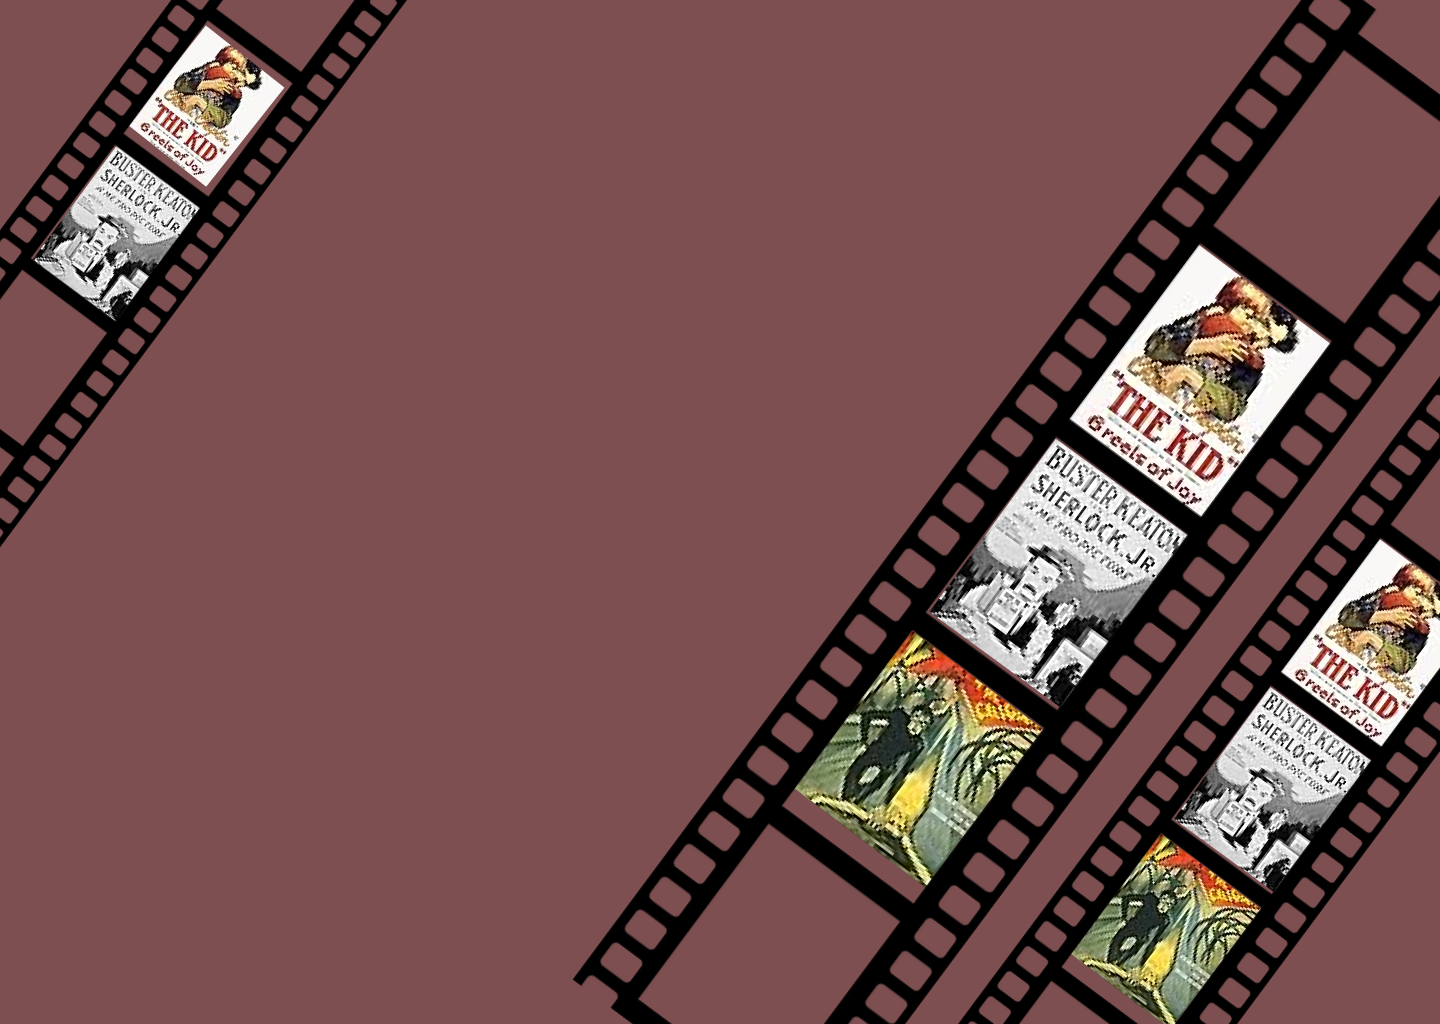 "THE KID"
6 reels of Joy
BUSTER KEATON
SHERLOCK, JR.
A METRO PICTURE
"THE KID"
6 reels of Joy
BUSTER KEATON
SHERLOCK, JR.
A METRO PICTURE
"THE KID"
6 reels of Joy
BUSTER KEATON
SHERLOCK, JR.
A METRO PICTURE